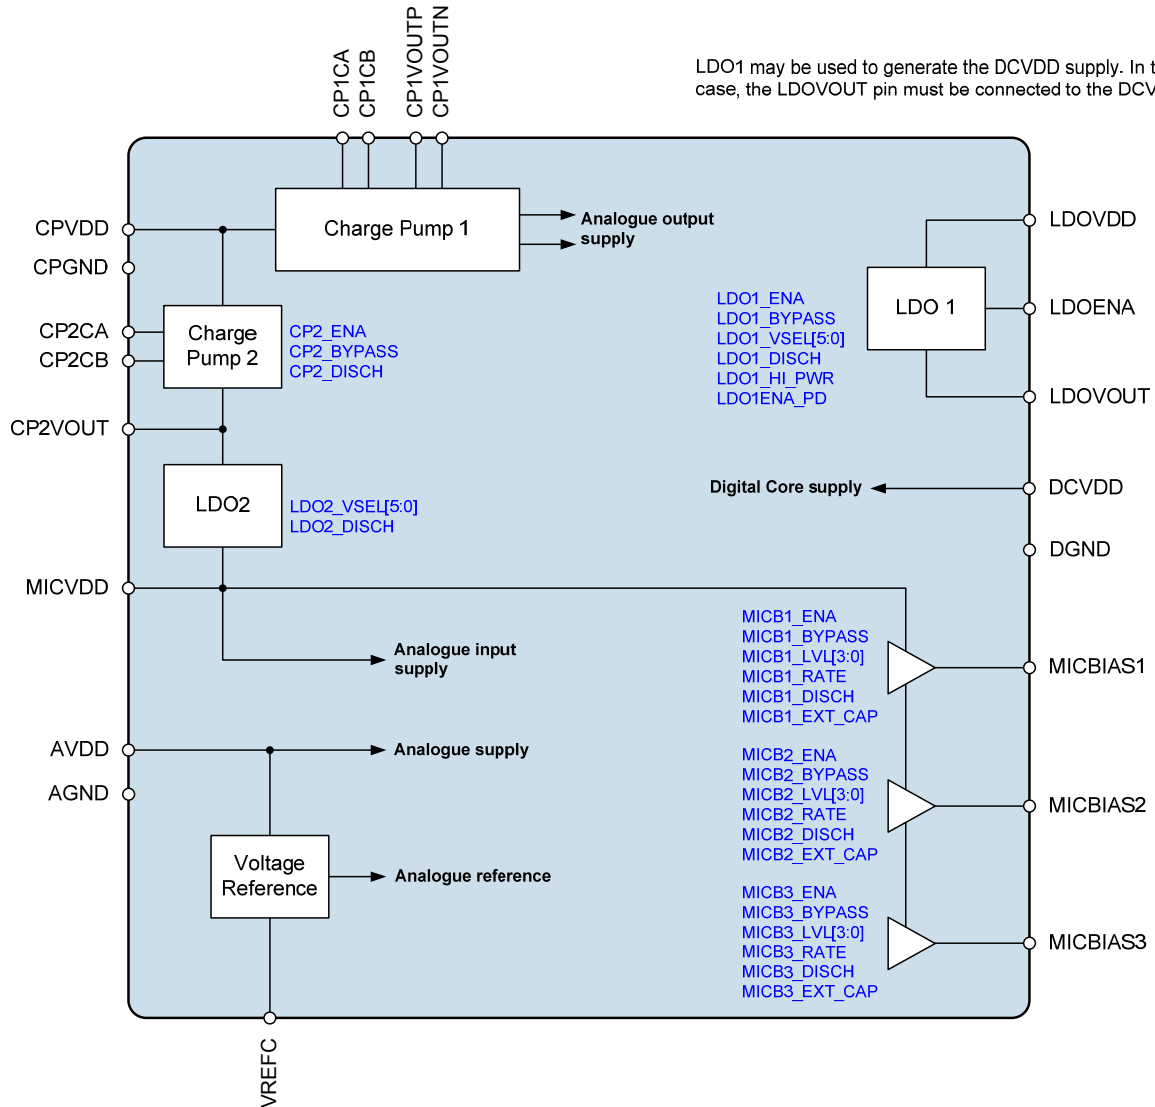 CP1CA
CP1CB
CP1VOUTP
CP1VOUTN
LDO1 may be used to generate the DCVDD supply. In
case, the LDOVOUT pin must be connected to the
CPVDD
CPGND
CP2CA
CP2CB
CP2VOUT
MICVDD
AVDD
AGND
VREFC
Charge Pump 1
Analogue output
supply
Charge
Pump 2
CP2_ENA
CP2_BYPASS
CP2_DISCH
LDO2
LDO2_VSEL[5:0]
LDO2_DISCH
Analogue input
supply
Analogue supply
Voltage
Reference
Analogue reference
LDO1_ENA
LDO1_BYPASS
LDO1_VSEL[5:0]
LDO1_DISCH
LDO1_HI_PWR
LDO1ENA_PD
LDO 1
LDOVDD
LDOENA
LDOVOUT
Digital Core supply
DCVDD
DGND
MICB1_ENA
MICB1_BYPASS
MICB1_LVL[3:0]
MICB1_RATE
MICB1_DISCH
MICB1_EXT_CAP
MICBIAS1
MICB2_ENA
MICB2_BYPASS
MICB2_LVL[3:0]
MICB2_RATE
MICB2_DISCH
MICB2_EXT_CAP
MICBIAS2
MICB3_ENA
MICB3_BYPASS
MICB3_LVL[3:0]
MICB3_RATE
MICB3_DISCH
MICB3_EXT_CAP
MICBIAS3